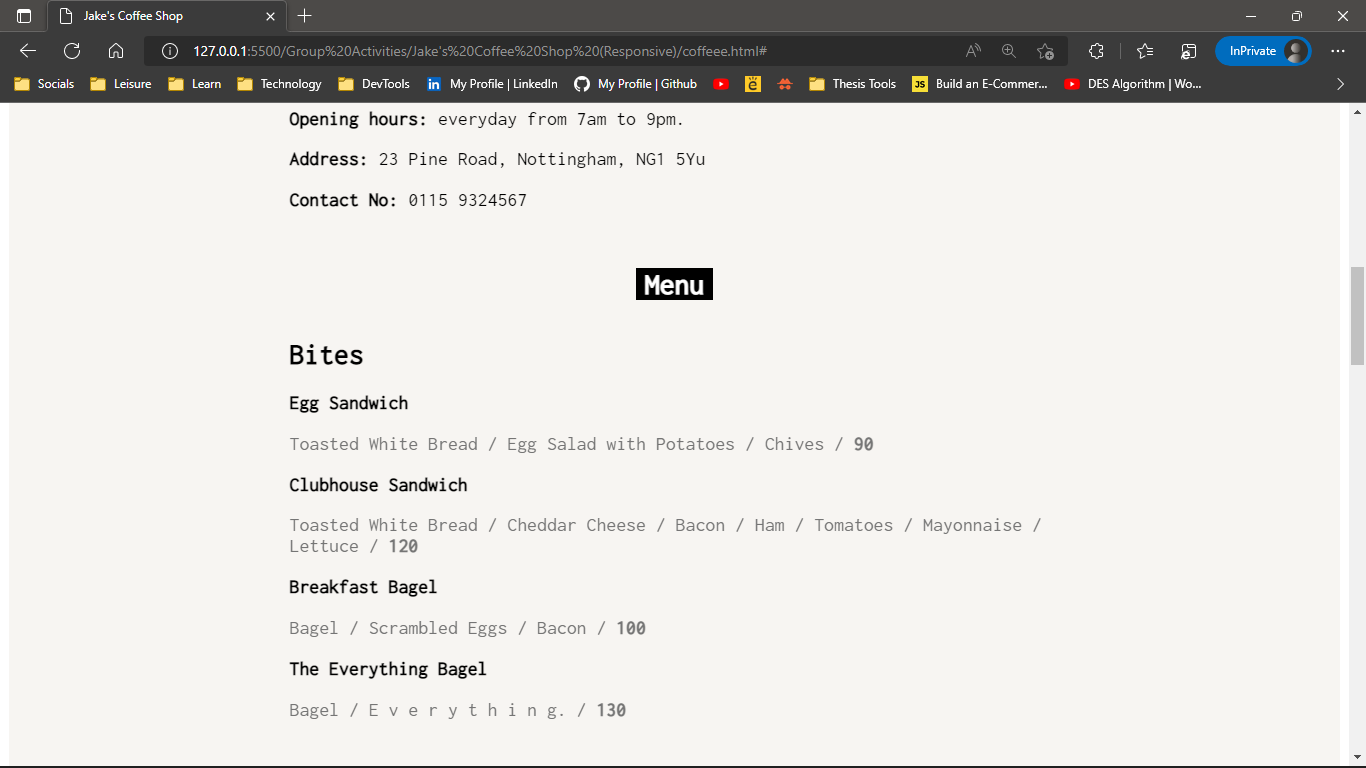 Jake's Coffee Shop
127.0.0.1:5500/Group%20Activities/Jake's%20Coffee%20Shop%20(Responsive)/coffeee.html#
InPrivate
Socials Leisure Learn Technology DevTools My Profile | LinkedIn My Profile | Github Thesis Tools JS Build an E-Commer... DES Algorithm | Wo...
Opening hours: everyday from 7am to 9pm.
Address: 23 Pine Road, Nottingham, NG1 5Yu
Contact No: 0115 9324567
Menu
Bites
Egg Sandwich
Toasted White Bread / Egg Salad with Potatoes / Chives / 90
Clubhouse Sandwich
Toasted White Bread / Cheddar Cheese / Bacon / Ham / Tomatoes / Mayonnaise /
Lettuce / 120
Breakfast Bagel
Bagel / Scrambled Eggs / Bacon / 100
The Everything Bagel
Bagel / E v e r y t h i n g. / 130